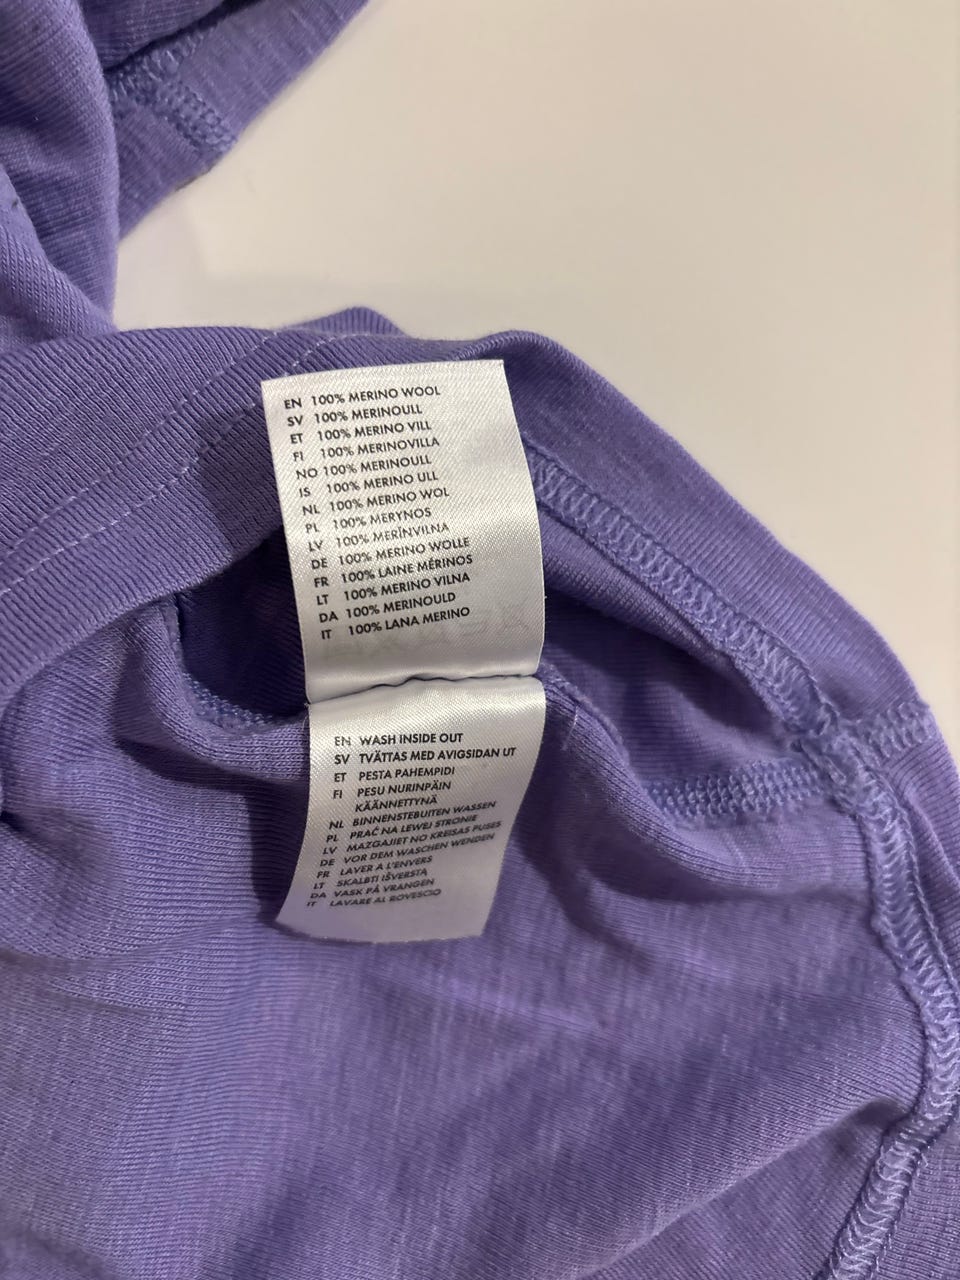 EN 100% MERINO WOOL
SV 100% MERINOULL
ET 100% MERINO VILL
FI 100% MERINOVILLA
NO 100% MERINOULL
IS 100% MERINO ULL
NL 100% MERINO WOL
PL 100% MERYNOS
LV 100% MERĪNVILNA
DE 100% MERINO WOLLE
FR 100% LAINE MÉRINOS
LT 100% MERINO VILNA
DA 100% MERINOULD
IT 100% LANA MERINO
EN WASH INSIDE OUT
SV TVÄTTAS MED AVIGSIDAN UT
ET PESTA PAHEMPIDI
FI PESU NURINPÄIN
KÄÄNNETTYNÄ
NL BINNENSTEBUITEN WASSEN
PL PRAĆ NA LEWEJ STRONIE
LV MAZGAJIET NO KREISAS PUSES
DE VOR DEM WASCHEN WENDEN
FR LAVER A L'ENVERS
LT SKALBTI IŠVERSTĄ
DA VASK PÅ VRANGEN
IT LAVARE AL ROVESCIO